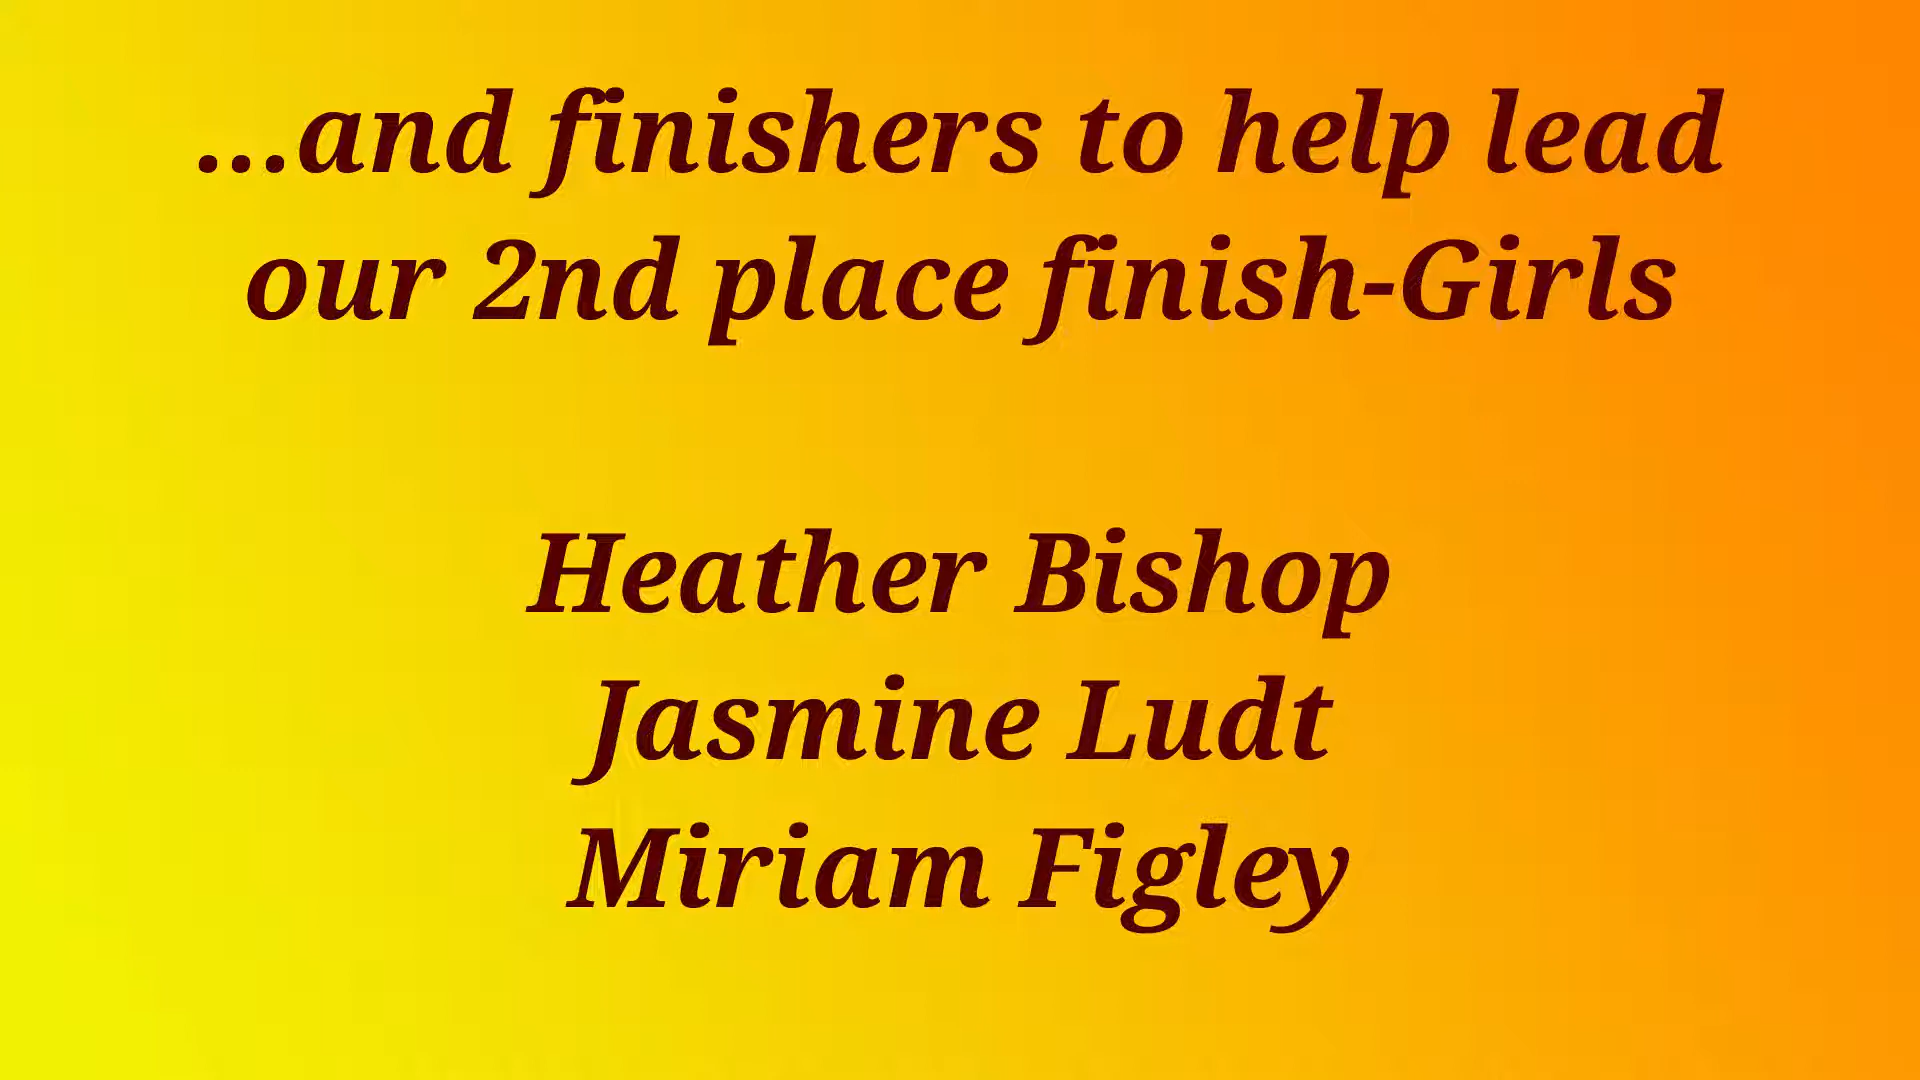 ...and finishers to help lead
our 2nd place finish-Girls
Heather Bishop
Jasmine Ludt
Miriam Figley